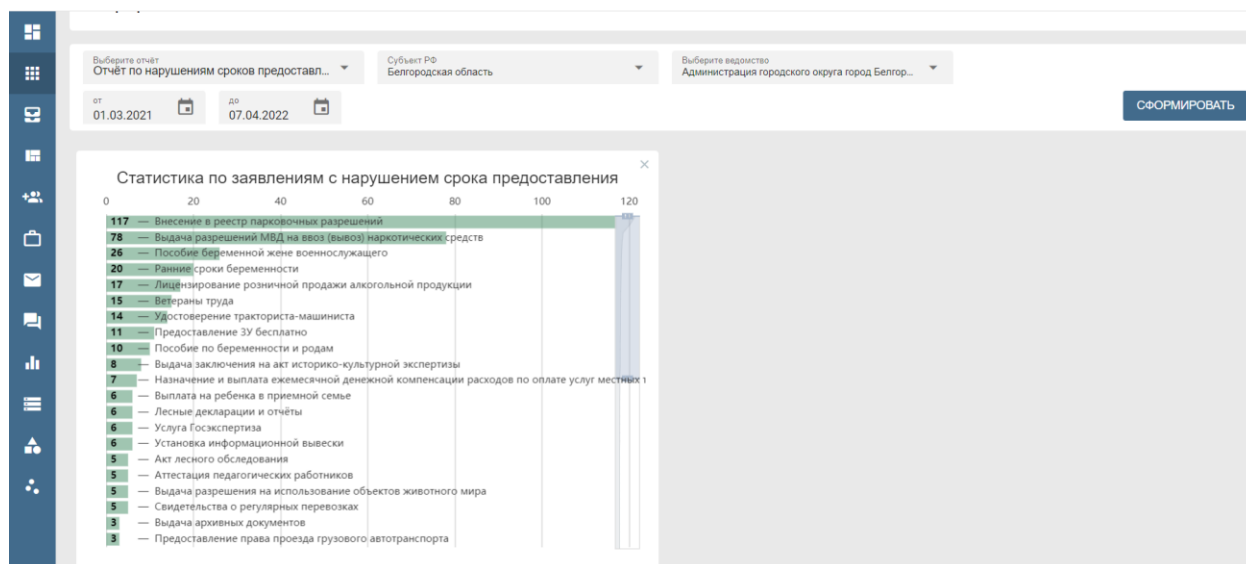 Выберите отчёт
Отчёт по нарушениям сроков предоставл...
Субъект РФ
Белгородская область
Выберите ведомство
Администрация городского округа город Белгор...
от
01.03.2021
до
07.04.2022
СФОРМИРОВАТЬ
Статистика по заявлениям с нарушением срока предоставления
0 20 40 60 80 100 120
117 — Внесение в реестр парковочных разрешений
78 — Выдача разрешений МВД на ввоз (вывоз) наркотических средств
26 — Пособие беременной жене военнослужащего
20 — Ранние сроки беременности
17 — Лицензирование розничной продажи алкогольной продукции
15 — Ветераны труда
14 — Удостоверение тракториста-машиниста
11 — Предоставление ЗУ бесплатно
10 — Пособие по беременности и родам
8 — Выдача заключения на акт историко-культурной экспертизы
7 — Назначение и выплата ежемесячной денежной компенсации расходов по оплате услуг местных т
6 — Выплата на ребенка в приемной семье
6 — Лесные декларации и отчёты
6 — Услуга Госэкспертиза
6 — Установка информационной вывески
5 — Акт лесного обследования
5 — Аттестация педагогических работников
5 — Выдача разрешения на использование объектов животного мира
5 — Свидетельства о регулярных перевозках
3 — Выдача архивных документов
3 — Предоставление права проезда грузового автотранспорта